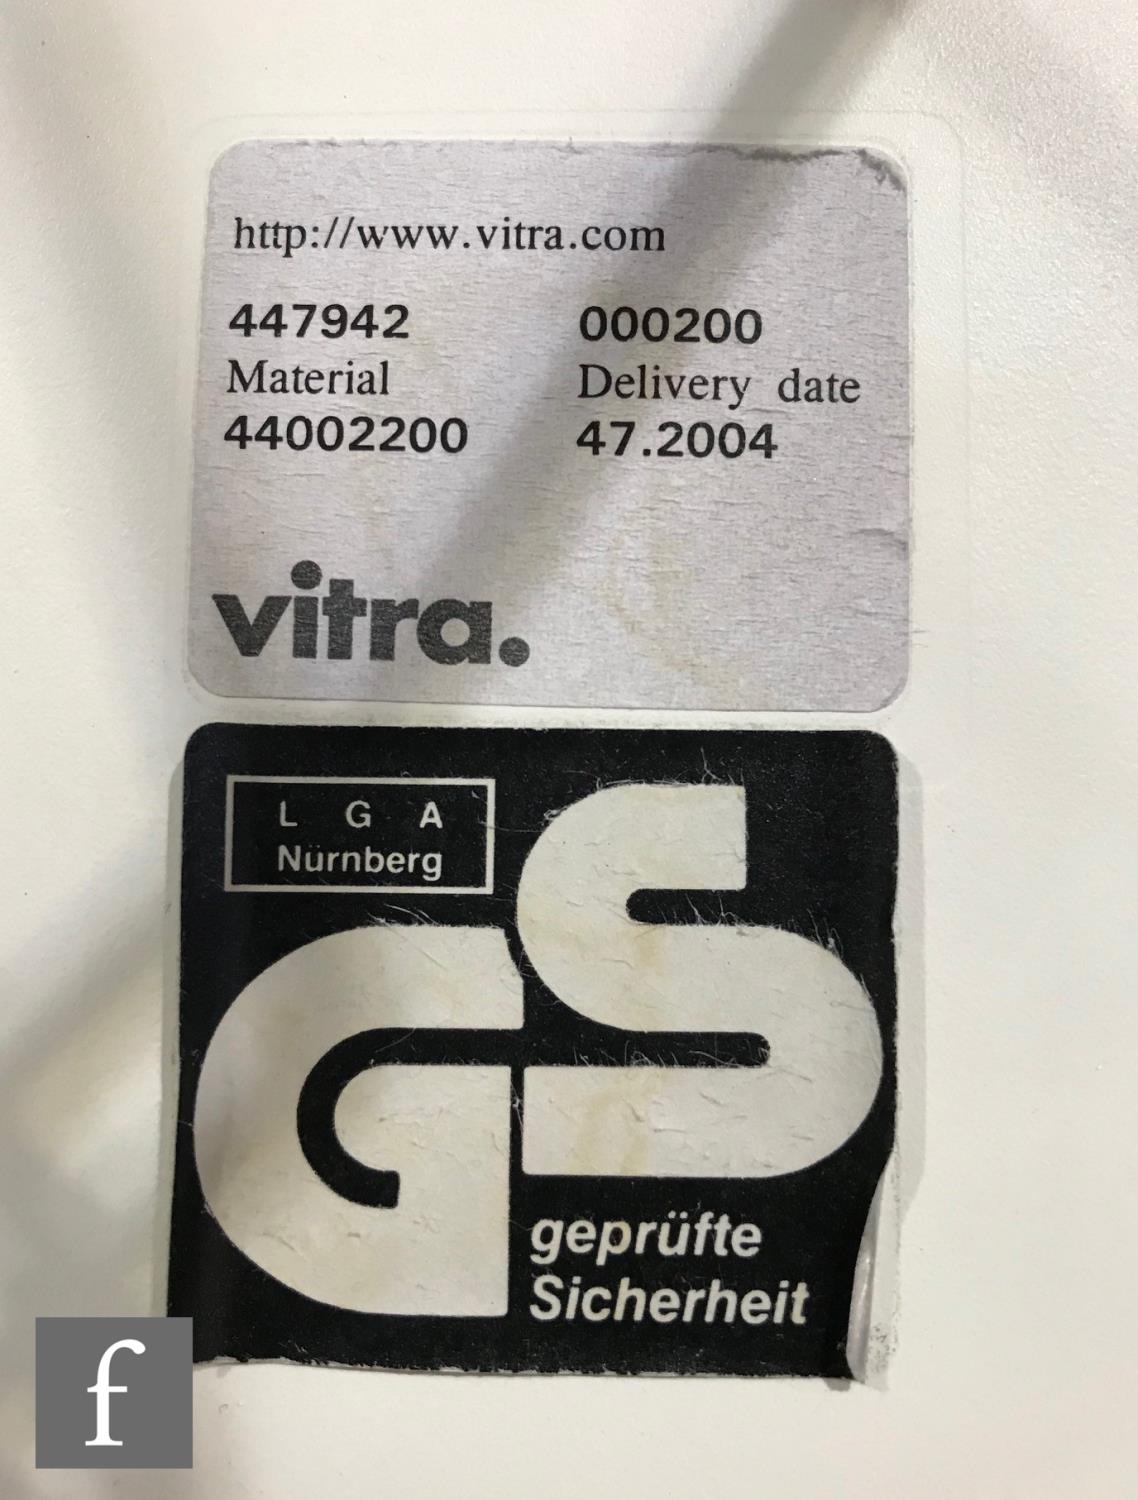 http://www.vitra.com
447942 000200
Material Delivery date
44002200 47.2004
vitra.
L G A
Nürnberg
GS
geprüfte
Sicherheit
f